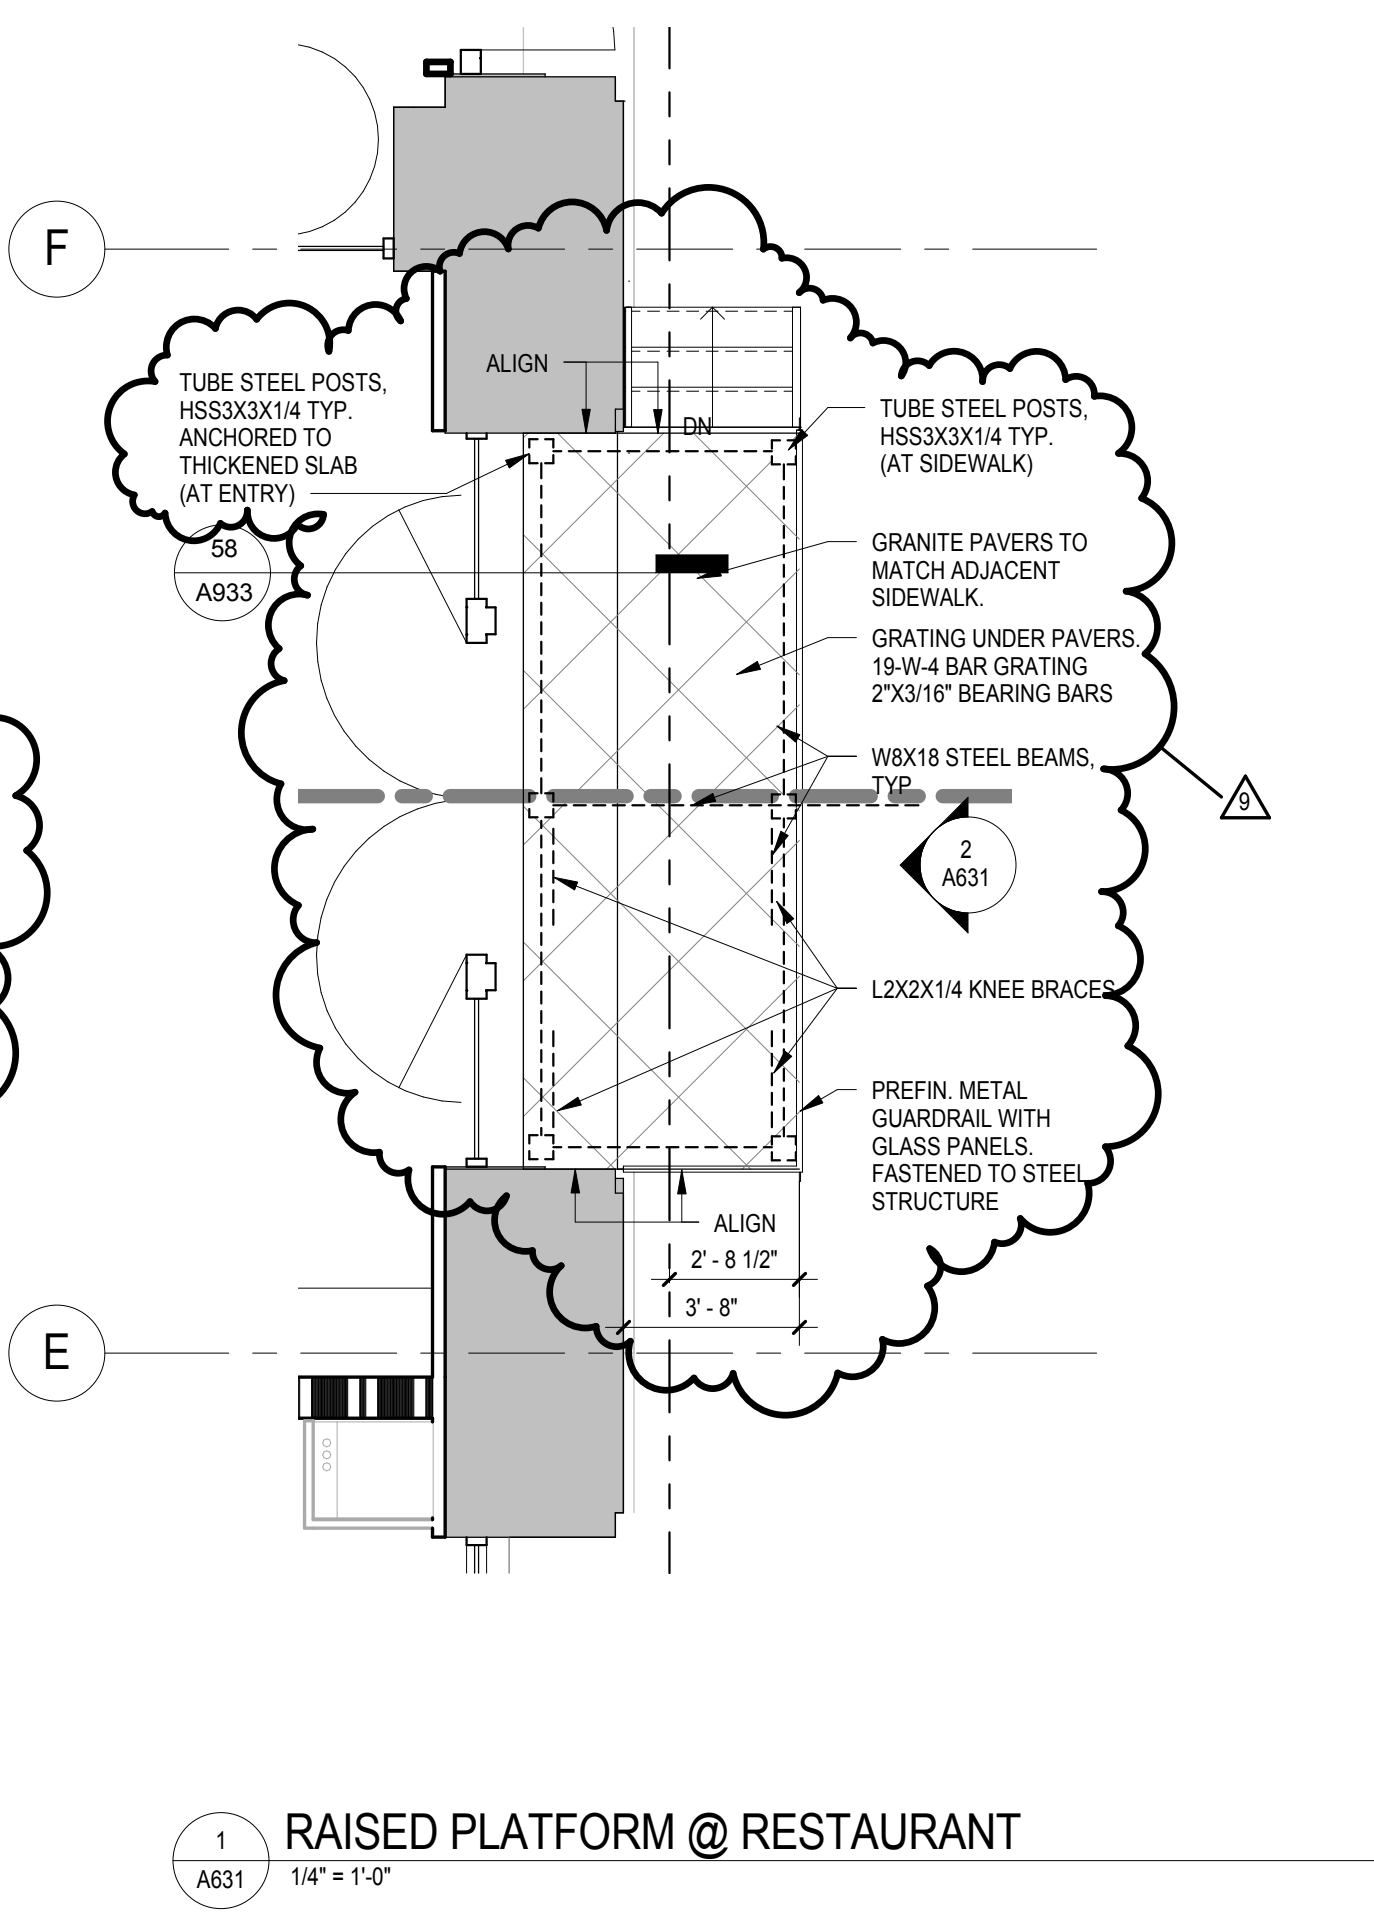 F
ALIGN
TUBE STEEL POSTS,
HSS3X3X1/4 TYP.
ANCHORED TO
THICKENED SLAB
(AT ENTRY)
DN
TUBE STEEL POSTS,
HSS3X3X1/4 TYP.
(AT SIDEWALK)
58
A933
GRANITE PAVERS TO
MATCH ADJACENT
SIDEWALK.
GRATING UNDER PAVERS.
19-W-4 BAR GRATING
2"X3/16" BEARING BARS
W8X18 STEEL BEAMS,
TYP
9
2
A631
L2X2X1/4 KNEE BRACES
PREFIN. METAL
GUARDRAIL WITH
GLASS PANELS.
FASTENED TO STEEL
STRUCTURE
ALIGN
2' - 8 1/2"
3' - 8"
E
1
A631
RAISED PLATFORM @ RESTAURANT
1/4" = 1'-0"